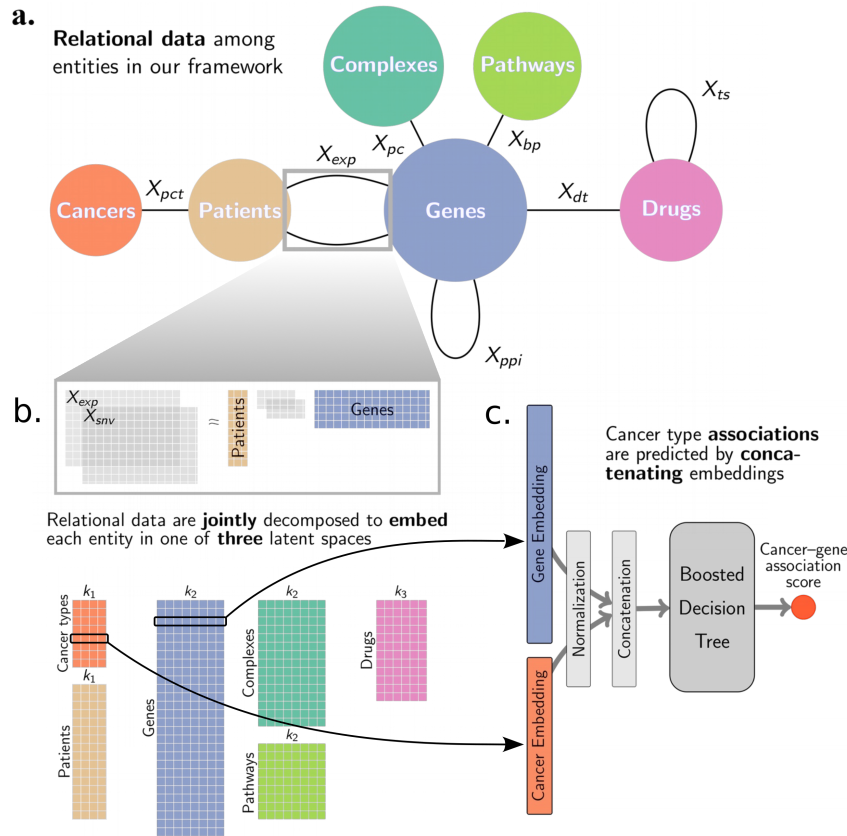 a.
Relational data among
entities in our framework
Complexes
Pathways
X_ts
X_exp
X_pc
X_bp
X_pct
X_dt
Cancers
Patients
Genes
Drugs
X_ppi
b.
X_exp
X_snv
≈
Patients
Genes
c.
Cancer type associations
are predicted by conca-
tenating embeddings
Relational data are jointly decomposed to embed
each entity in one of three latent spaces
k_1
k_2
k_2
k_3
Cancer types
Genes
Complexes
Drugs
k_1
Patients
k_2
Pathways
Gene Embedding
Cancer Embedding
Normalization
Concatenation
Boosted
Decision
Tree
Cancer–gene
association
score